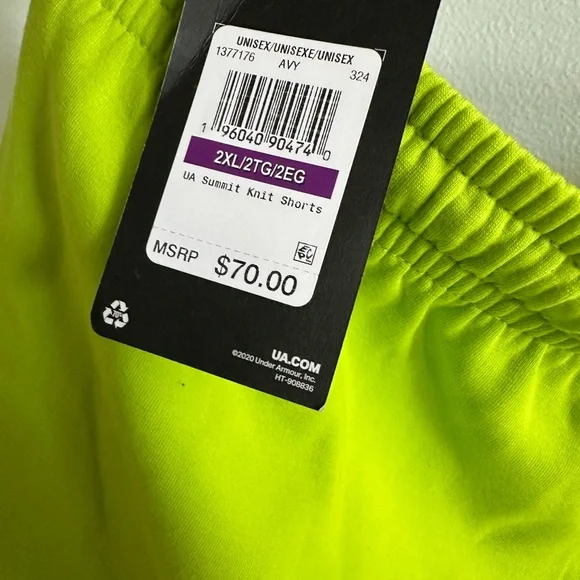 UNISEX/UNISEXE/UNISEX
1377176 AVY 324
1 96040 90474 0
2XL/2TG/2EG
UA Summit Knit Shorts
MSRP $70.00
UA.COM
©2020 Under Armour, Inc.
HT-908836